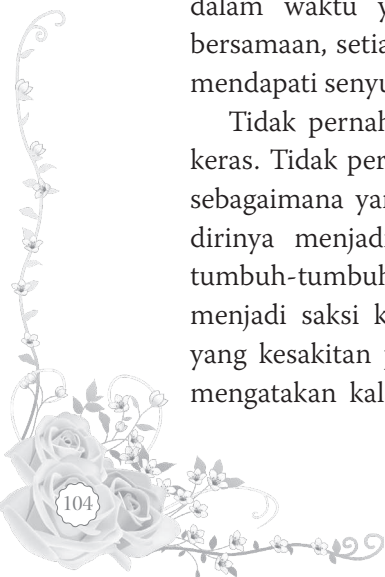 dalam waktu
bersamaan, setia
mendapati senyu
Tidak pernah
keras. Tidak per
sebagaimana yan
dirinya menjadi
tumbuh-tumbuh
menjadi saksi k
yang kesakitan
mengatakan kal
104